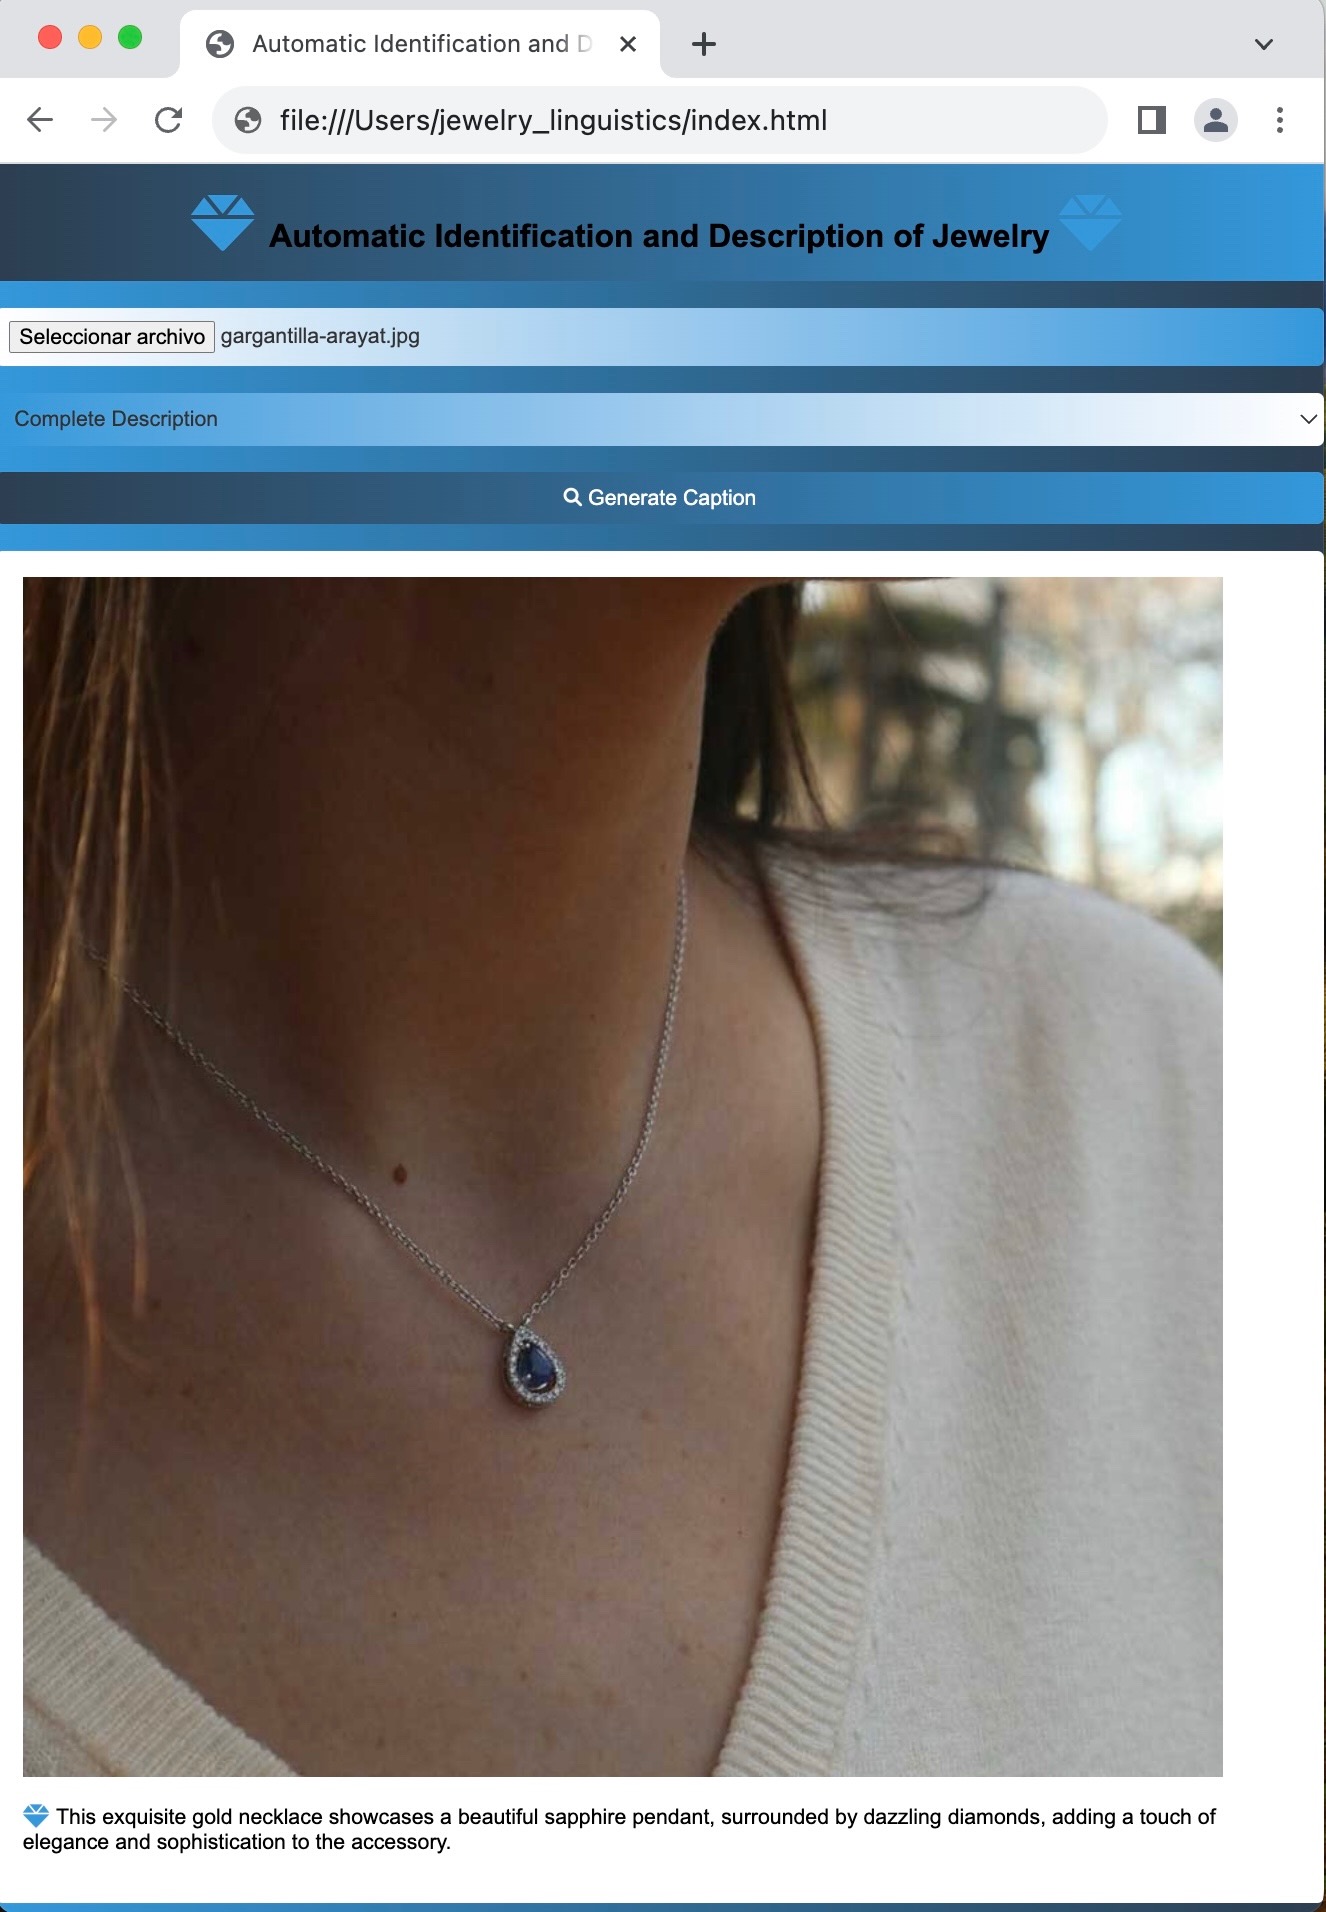 Automatic Identification and D
file:///Users/jewelry_linguistics/index.html
Automatic Identification and Description of Jewelry
Seleccionar archivo gargantilla-arayat.jpg
Complete Description
Generate Caption
This exquisite gold necklace showcases a beautiful sapphire pendant, surrounded by dazzling diamonds, adding a touch of
elegance and sophistication to the accessory.